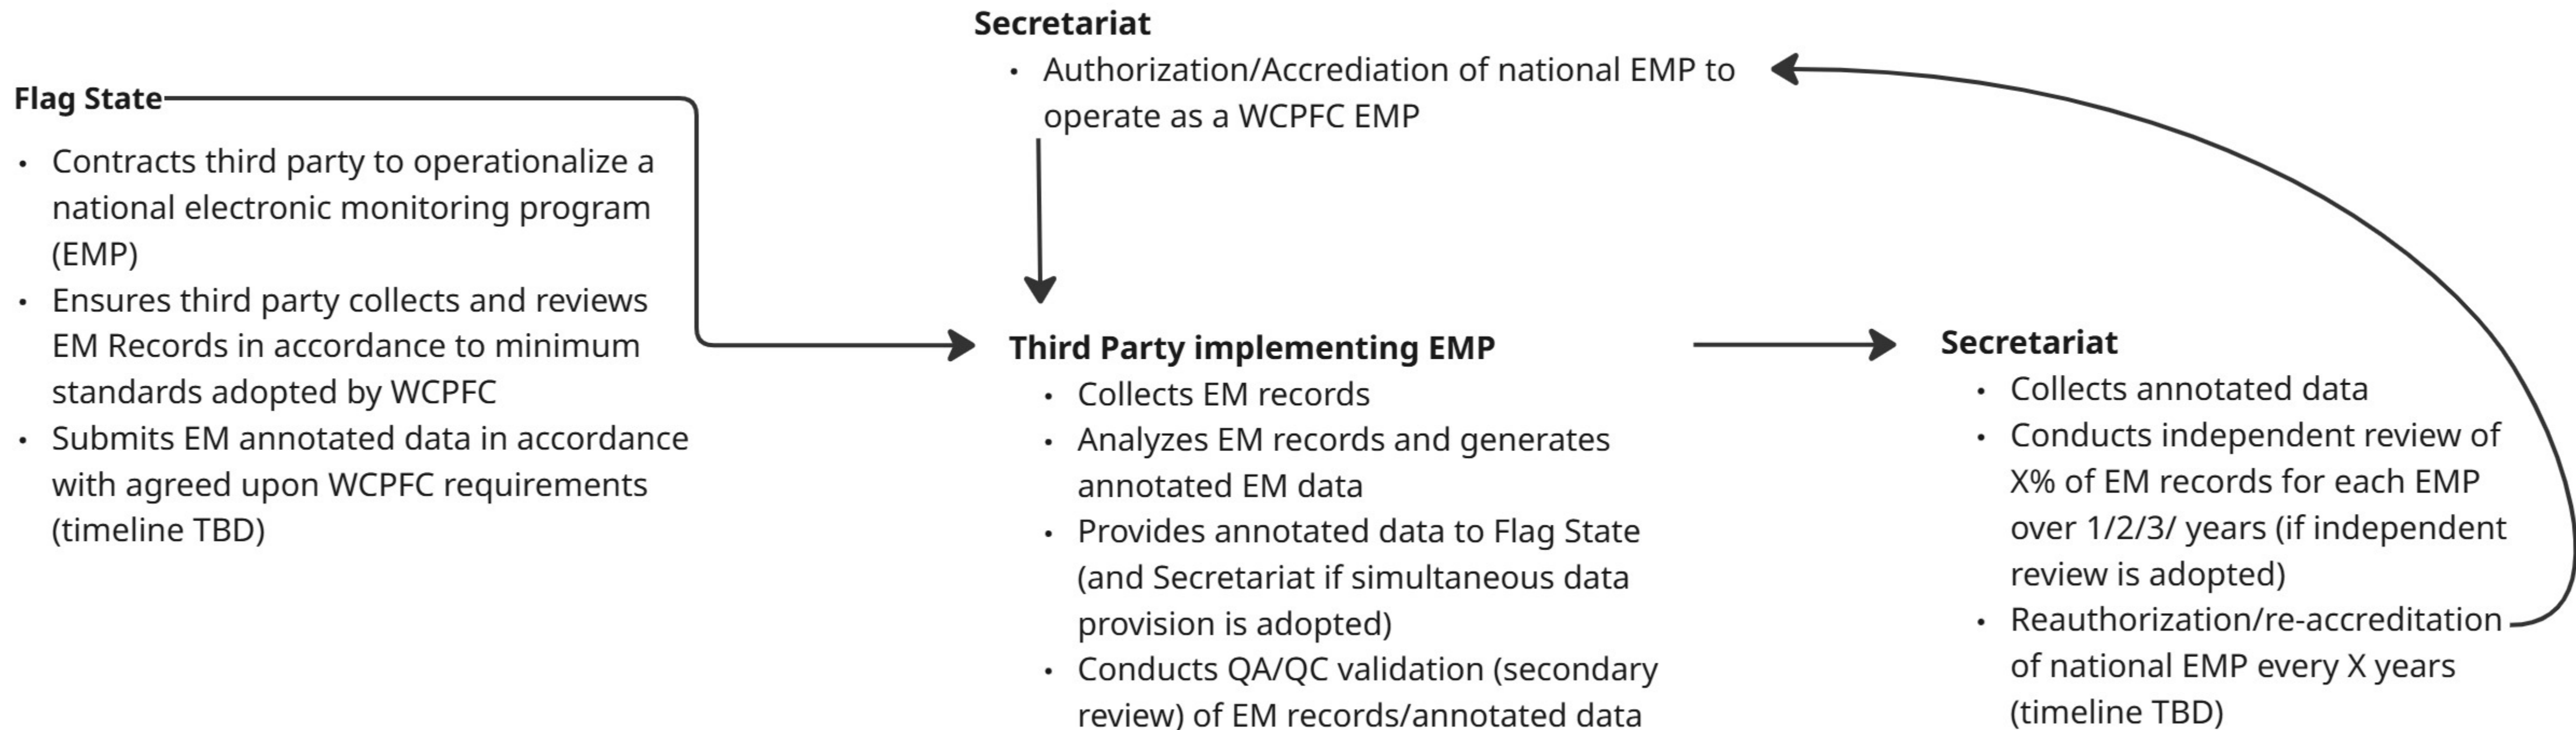 Flag State
• Contracts third party to operationalize a
national electronic monitoring program
(EMP)
• Ensures third party collects and reviews
EM Records in accordance to minimum
standards adopted by WCPFC
• Submits EM annotated data in accordance
with agreed upon WCPFC requirements
(timeline TBD)
Secretariat
• Authorization/Accrediation of national EMP to
operate as a WCPFC EMP
Third Party implementing EMP
• Collects EM records
• Analyzes EM records and generates
annotated EM data
• Provides annotated data to Flag State
(and Secretariat if simultaneous data
provision is adopted)
• Conducts QA/QC validation (secondary
review) of EM records/annotated data
Secretariat
• Collects annotated data
• Conducts independent review of
X% of EM records for each EMP
over 1/2/3/ years (if independent
review is adopted)
• Reauthorization/re-accreditation
of national EMP every X years
(timeline TBD)